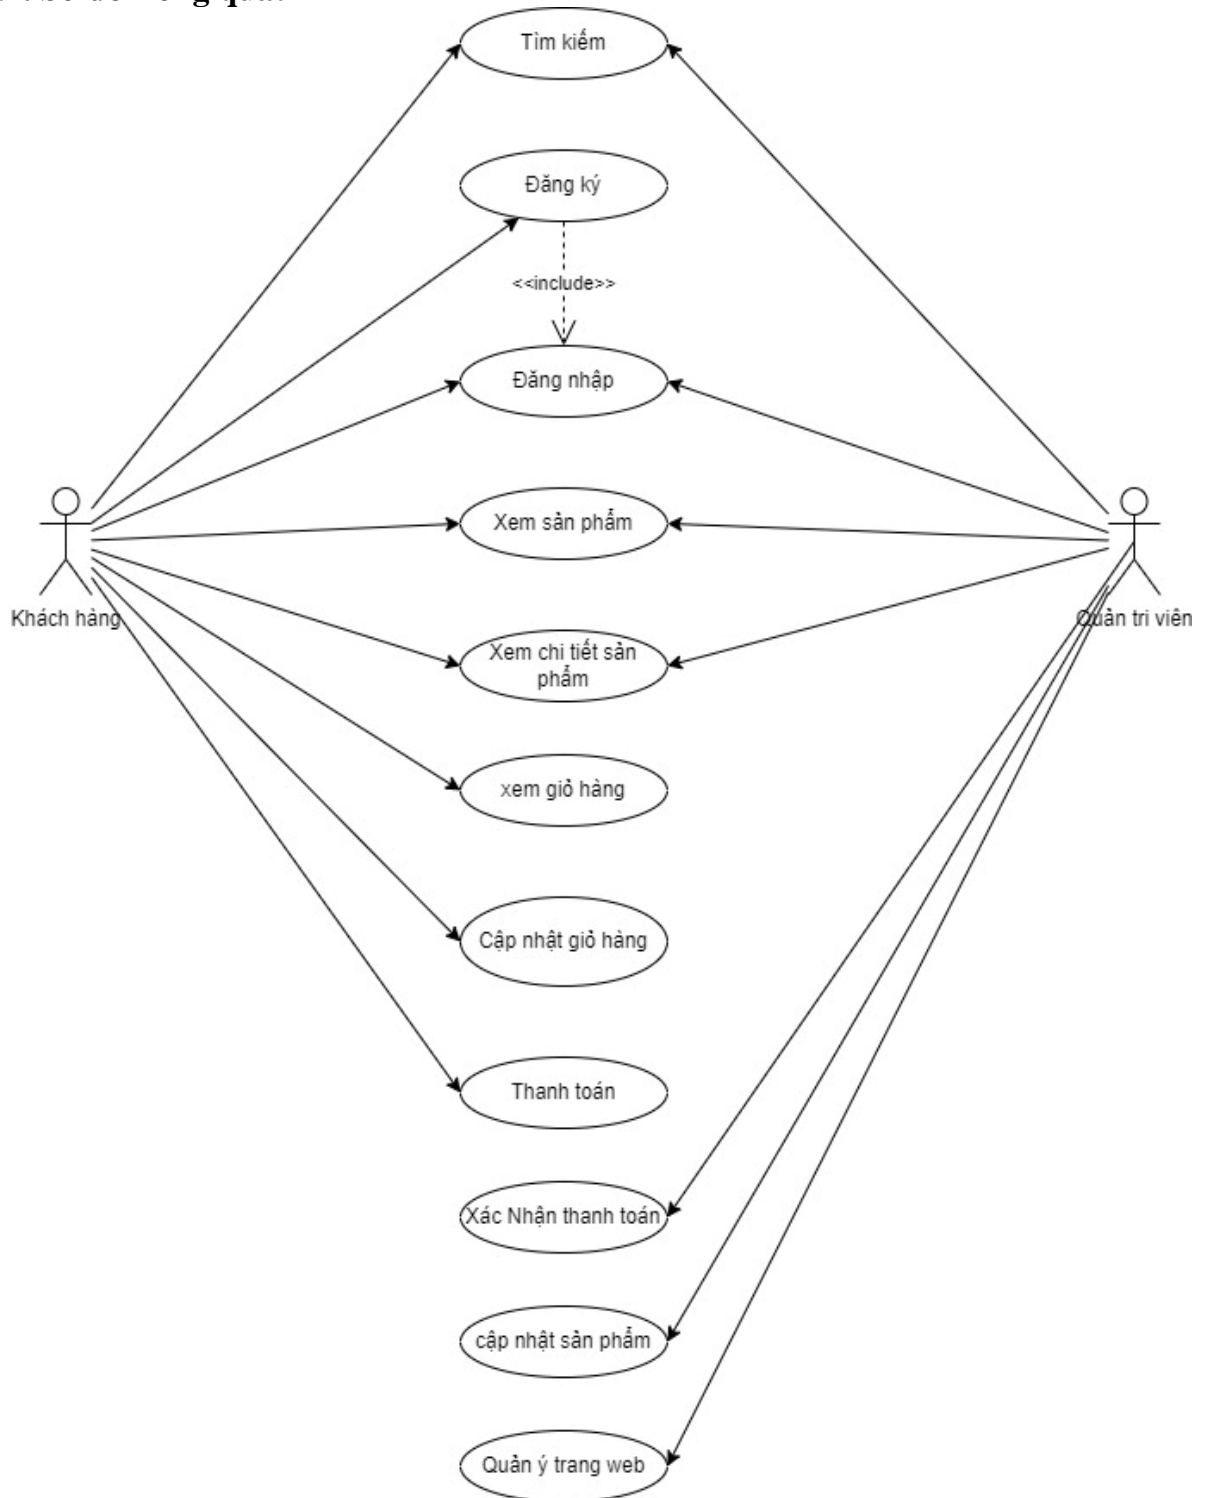 Tìm kiếm
Đăng ký
<<include>>
Đăng nhập
Xem sản phẩm
Khách hàng
Quản tri viên
Xem chi tiết sản
phẩm
xem giỏ hàng
Cập nhật giỏ hàng
Thanh toán
Xác Nhận thanh toán
cập nhật sản phẩm
Quản ý trang web